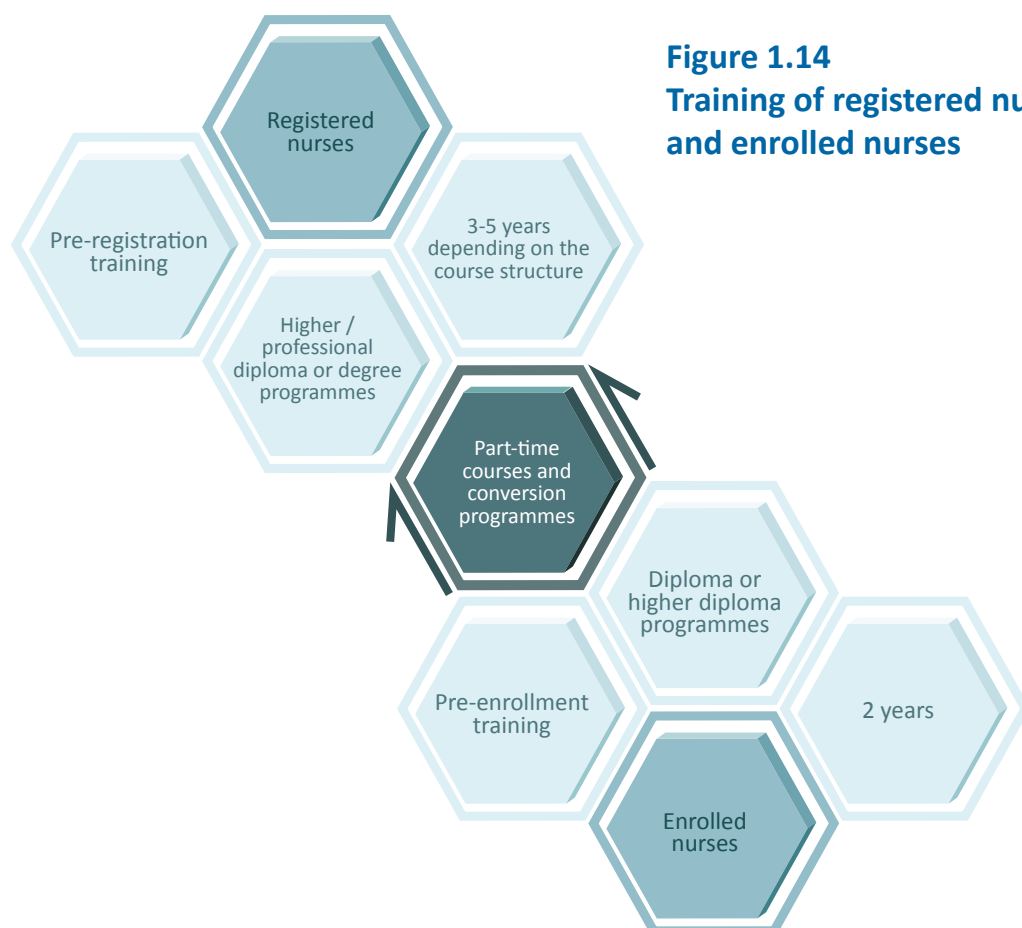 Figure 1.14
Training of registered
and enrolled nurses
Registered
nurses
Pre-registration
training
3-5 years
depending on the
course structure
Higher /
professional
diploma or degree
programmes
Part-time
courses and
conversion
programmes
Diploma or
higher diploma
programmes
Pre-enrollment
training
2 years
Enrolled
nurses